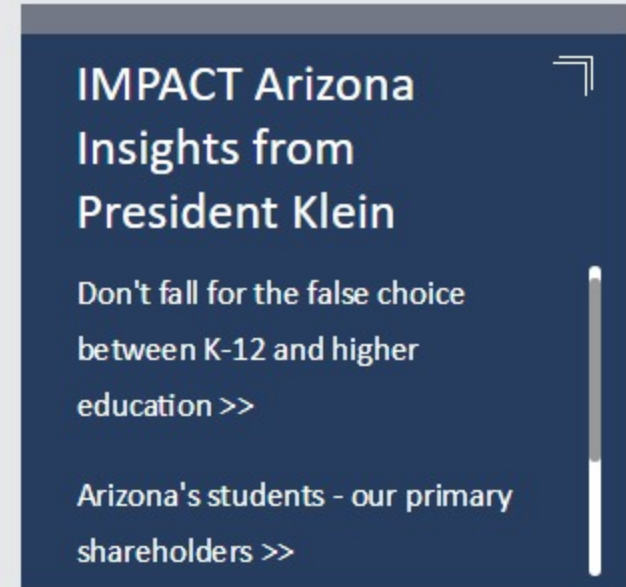 IMPACT Arizona
Insights from
President Klein
Don't fall for the false choice
between K-12 and higher
education >>
Arizona's students - our primary
shareholders >>